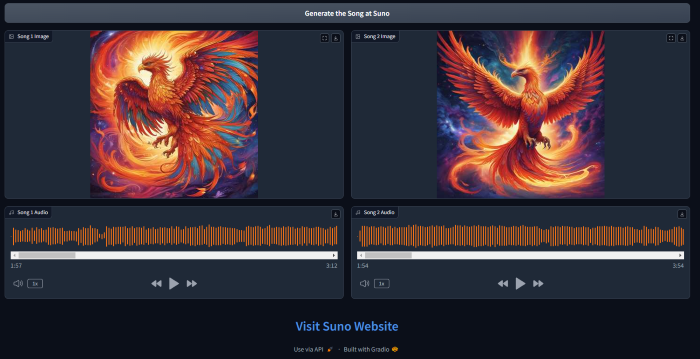 Generate the Song at Suno
Song 1 Image
Song 2 Image
Song 1 Audio
Song 2 Audio
1:57
3:12
1:54
3:54
1x
1x
Visit Suno Website
Use via API · Built with Gradio